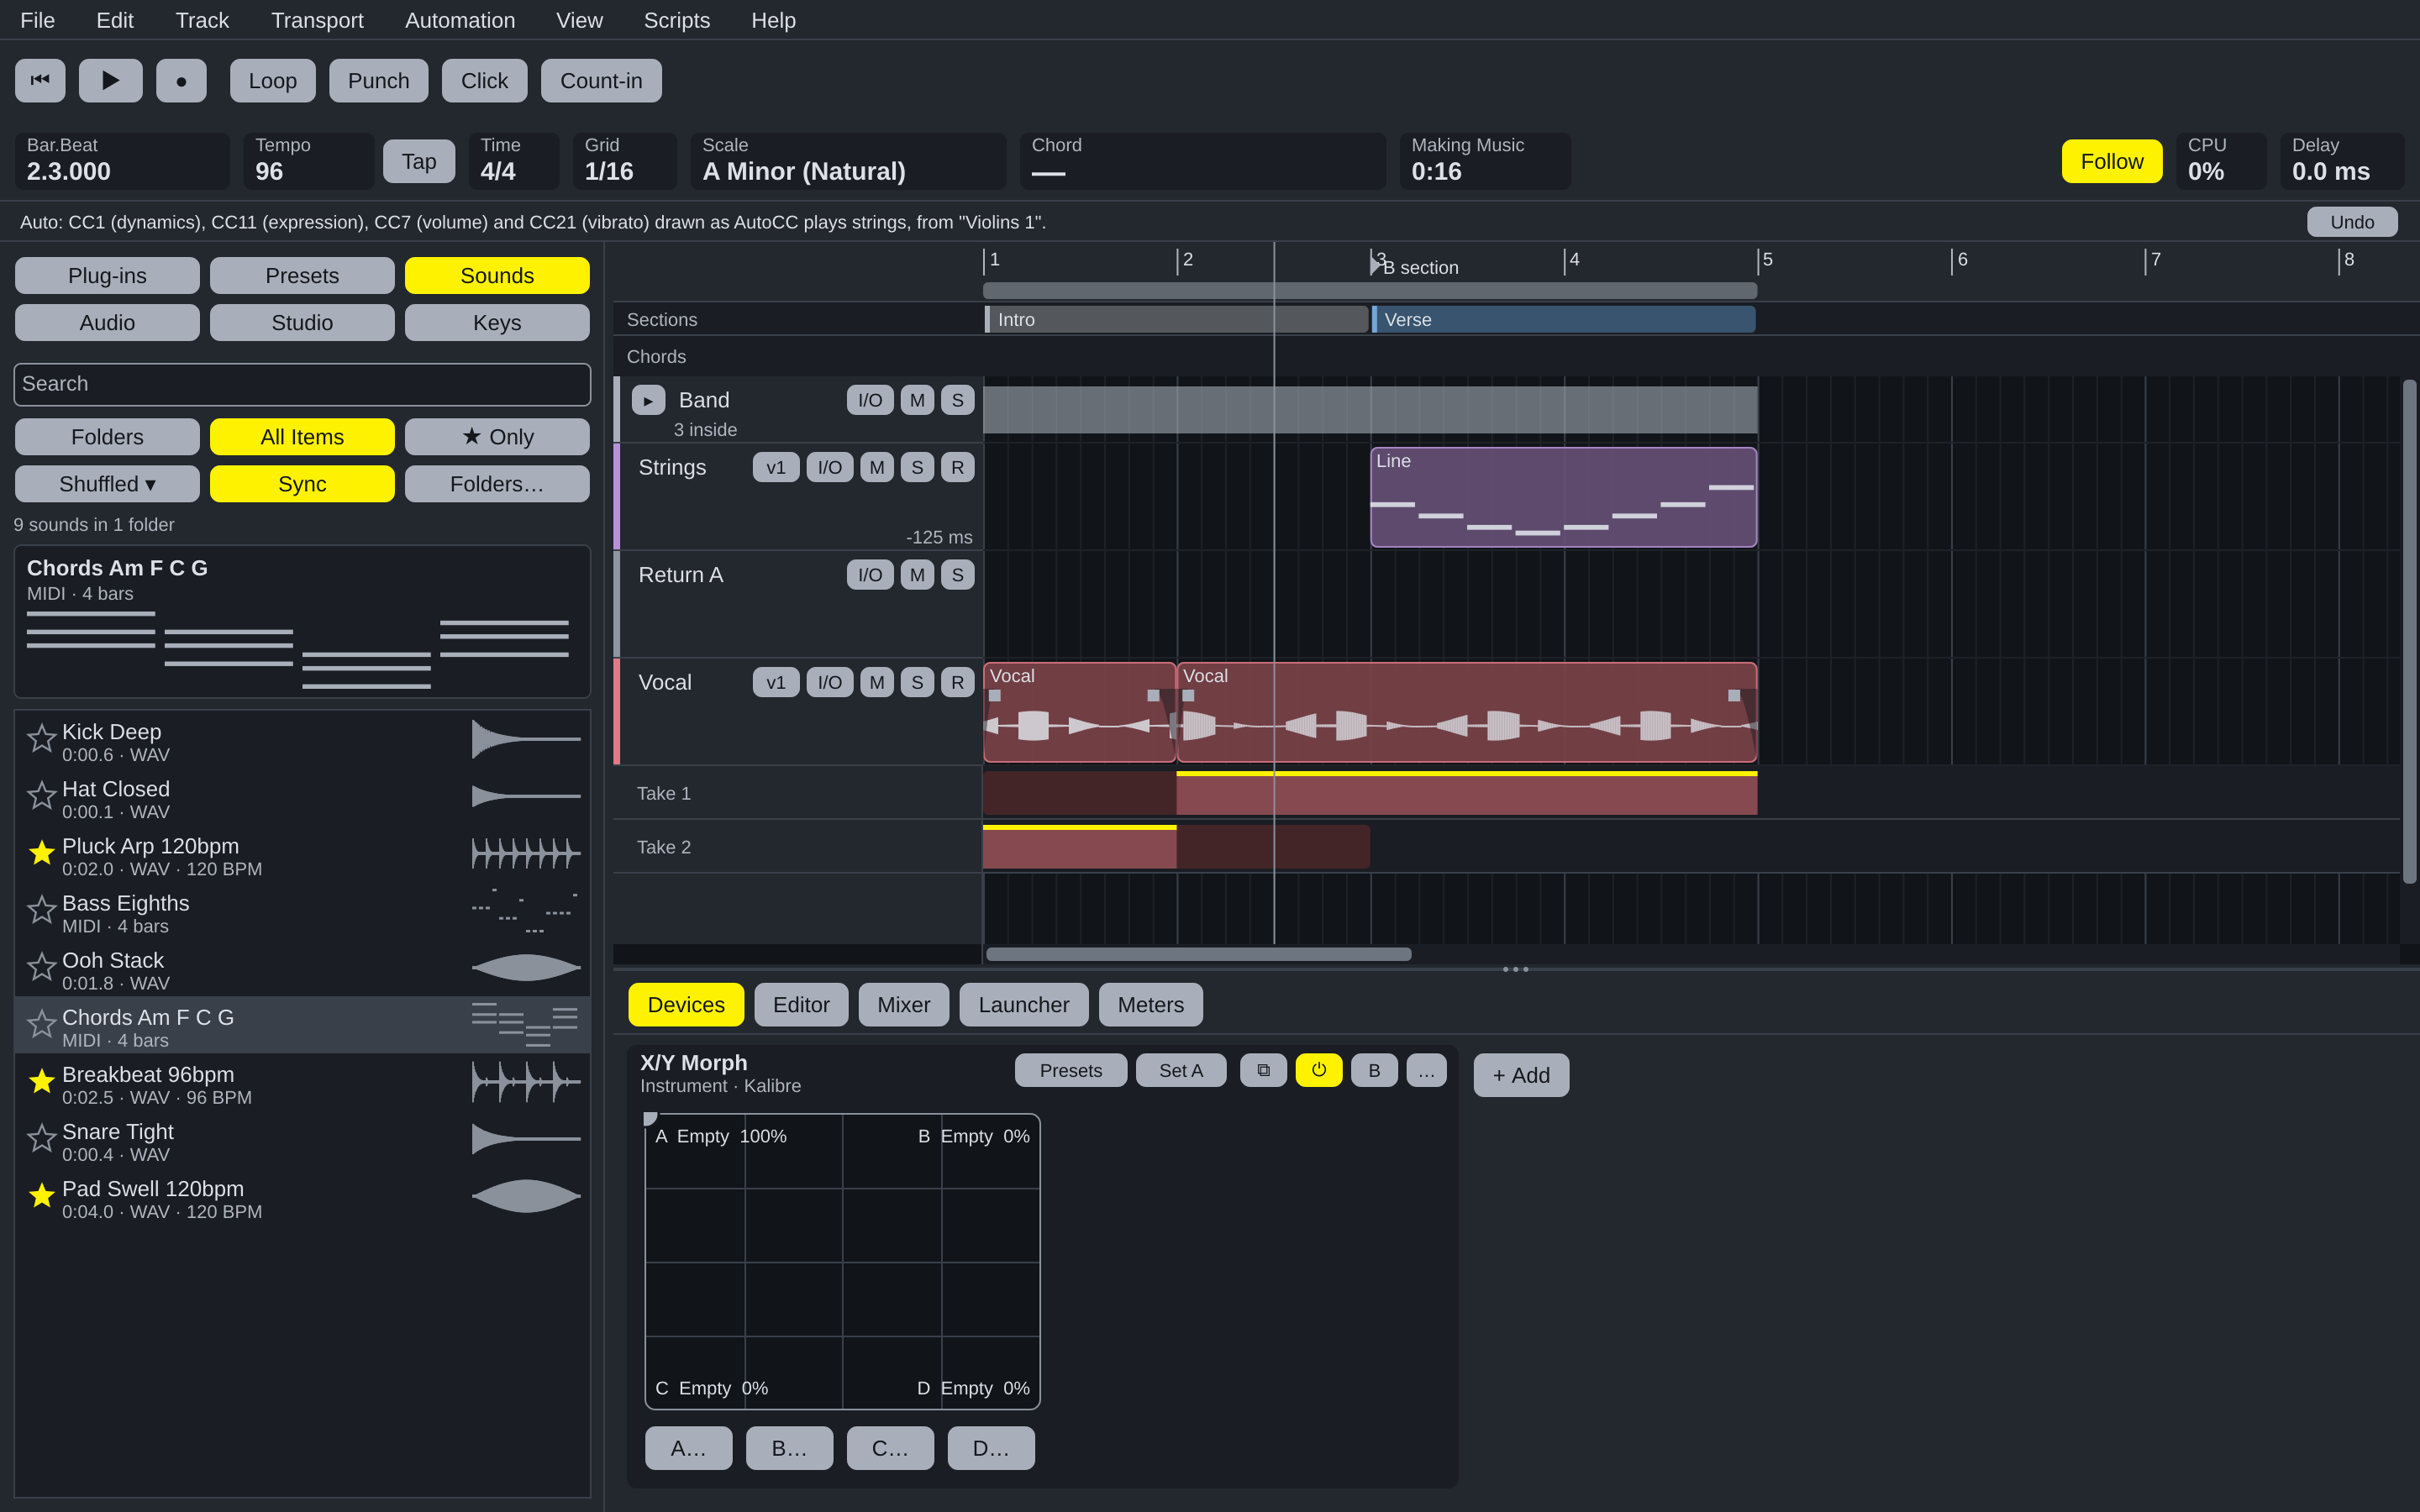 File Edit Track Transport Automation View Scripts Help
Loop Punch Click Count-in
Bar.Beat Tempo Time Grid Scale Chord Making Music CPU Delay
2.3.000 96 Tap 4/4 1/16 A Minor (Natural) — 0:16 Follow 0% 0.0 ms
Auto: CC1 (dynamics), CC11 (expression), CC7 (volume) and CC21 (vibrato) drawn as AutoCC plays strings, from "Violins 1". Undo
Plug-ins Presets Sounds
Audio Studio Keys
Search
Folders All Items ★ Only
Shuffled ▾ Sync Folders…
9 sounds in 1 folder
Chords Am F C G
MIDI · 4 bars
Kick Deep
0:00.6 · WAV
Hat Closed
0:00.1 · WAV
Pluck Arp 120bpm
0:02.0 · WAV · 120 BPM
Bass Eighths
MIDI · 4 bars
Ooh Stack
0:01.8 · WAV
Chords Am F C G
MIDI · 4 bars
Breakbeat 96bpm
0:02.5 · WAV · 96 BPM
Snare Tight
0:00.4 · WAV
Pad Swell 120bpm
0:04.0 · WAV · 120 BPM
1 2 3 4 5 6 7 8
B section
Sections Intro Verse
Chords
Band I/O M S
3 inside
Strings v1 I/O M S R
Line
-125 ms
Return A I/O M S
Vocal v1 I/O M S R
Vocal Vocal
Take 1
Take 2
Devices Editor Mixer Launcher Meters
X/Y Morph
Instrument · Kalibre
Presets Set A B …
+ Add
A Empty 100% B Empty 0%
C Empty 0% D Empty 0%
A… B… C… D…